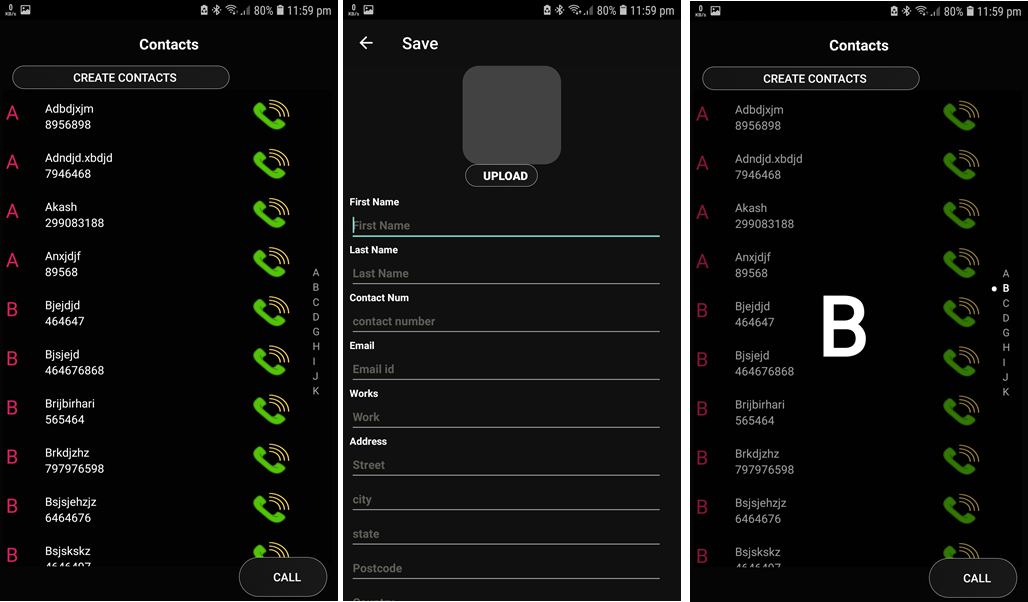 0
KB/s
80%
11:59 pm
Contacts
CREATE CONTACTS
A
Adbdjxjm
8956898
A
Adndjd.xbdjd
7946468
A
Akash
299083188
A
Anxjdjf
89568
B
Bjejdjd
464647
B
Bjsjejd
464676868
B
Brijbirhari
565464
B
Brkdjzhz
797976598
B
Bsjsjehzjz
6464676
B
Bsjskskz
A
B
C
D
G
H
I
J
K
CALL
0
KB/s
80%
11:59 pm
Save
UPLOAD
First Name
First Name
Last Name
Last Name
Contact Num
contact number
Email
Email id
Works
Work
Address
Street
city
state
Postcode
0
KB/s
80%
11:59 pm
Contacts
CREATE CONTACTS
A
Adbdjxjm
8956898
A
Adndjd.xbdjd
7946468
A
Akash
299083188
A
Anxjdjf
89568
B
Bjejdjd
464647
B
Bjsjejd
464676868
B
Brijbirhari
565464
B
Brkdjzhz
797976598
B
Bsjsjehzjz
6464676
B
Bsjskskz
B
A
B
C
D
G
H
I
J
K
CALL